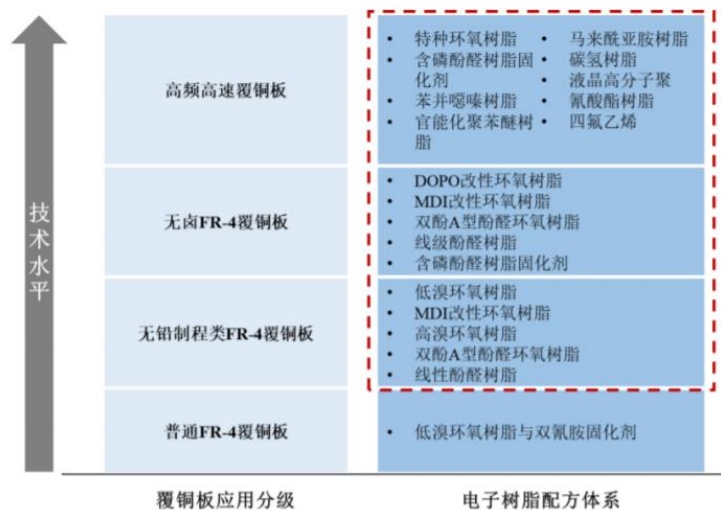 技术水平
高频高速覆铜板
• 特种环氧树脂
• 含磷酚醛树脂固
化剂
• 苯并噁嗪树脂
• 官能化聚苯醚树
脂
• 马来酰亚胺树脂
• 碳氢树脂
• 液晶高分子聚
• 氰酸酯树脂
• 四氟乙烯
无卤FR-4覆铜板
• DOPO改性环氧树脂
• MDI改性环氧树脂
• 双酚A型酚醛环氧树脂
• 线级酚醛树脂
• 含磷酚醛树脂固化剂
无铅制程类FR-4覆铜板
• 低溴环氧树脂
• MDI改性环氧树脂
• 高溴环氧树脂
• 双酚A型酚醛环氧树脂
• 线性酚醛树脂
普通FR-4覆铜板
• 低溴环氧树脂与双氰胺固化剂
覆铜板应用分级
电子树脂配方体系